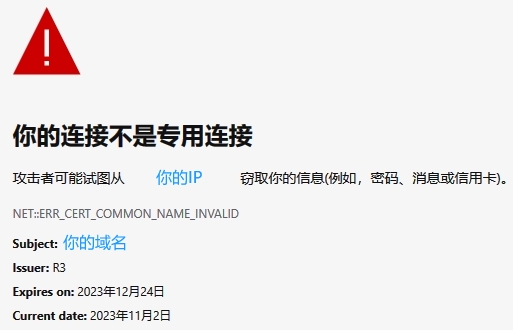 你的连接不是专用连接
攻击者可能试图从 你的IP 窃取你的信息(例如，密码、消息或信用卡)。
NET::ERR_CERT_COMMON_NAME_INVALID
Subject: 你的域名
Issuer: R3
Expires on: 2023年12月24日
Current date: 2023年11月2日